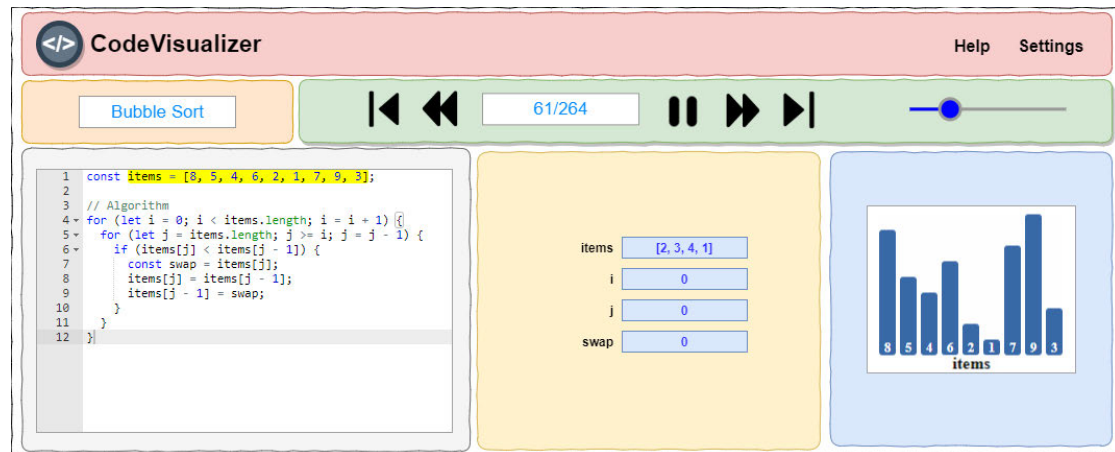 </> CodeVisualizer Help Settings
Bubble Sort 61/264
1 const items = [8, 5, 4, 6, 2, 1, 7, 9, 3];
2
3 // Algorithm
4 for (let i = 0; i < items.length; i = i + 1) {
5 for (let j = items.length; j >= i; j = j - 1) {
6 if (items[j] < items[j - 1]) {
7 const swap = items[j];
8 items[j] = items[j - 1];
9 items[j - 1] = swap;
10 }
11 }
12 }
items [2, 3, 4, 1]
i 0
j 0
swap 0
8 5 4 6 2 1 7 9 3
items